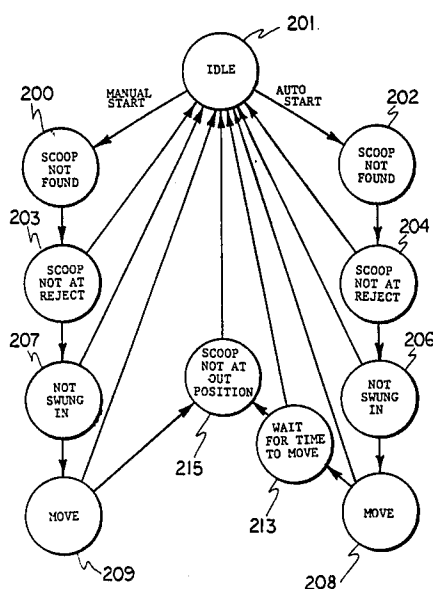 201
IDLE
MANUAL
START
AUTO
START
200
SCOOP
NOT
FOUND
202
SCOOP
NOT
FOUND
203
SCOOP
NOT AT
REJECT
204
SCOOP
NOT AT
REJECT
207
NOT
SWUNG
IN
206
NOT
SWUNG
IN
SCOOP
NOT AT
OUT
POSITION
215
WAIT
FOR TIME
TO MOVE
213
MOVE
209
MOVE
208